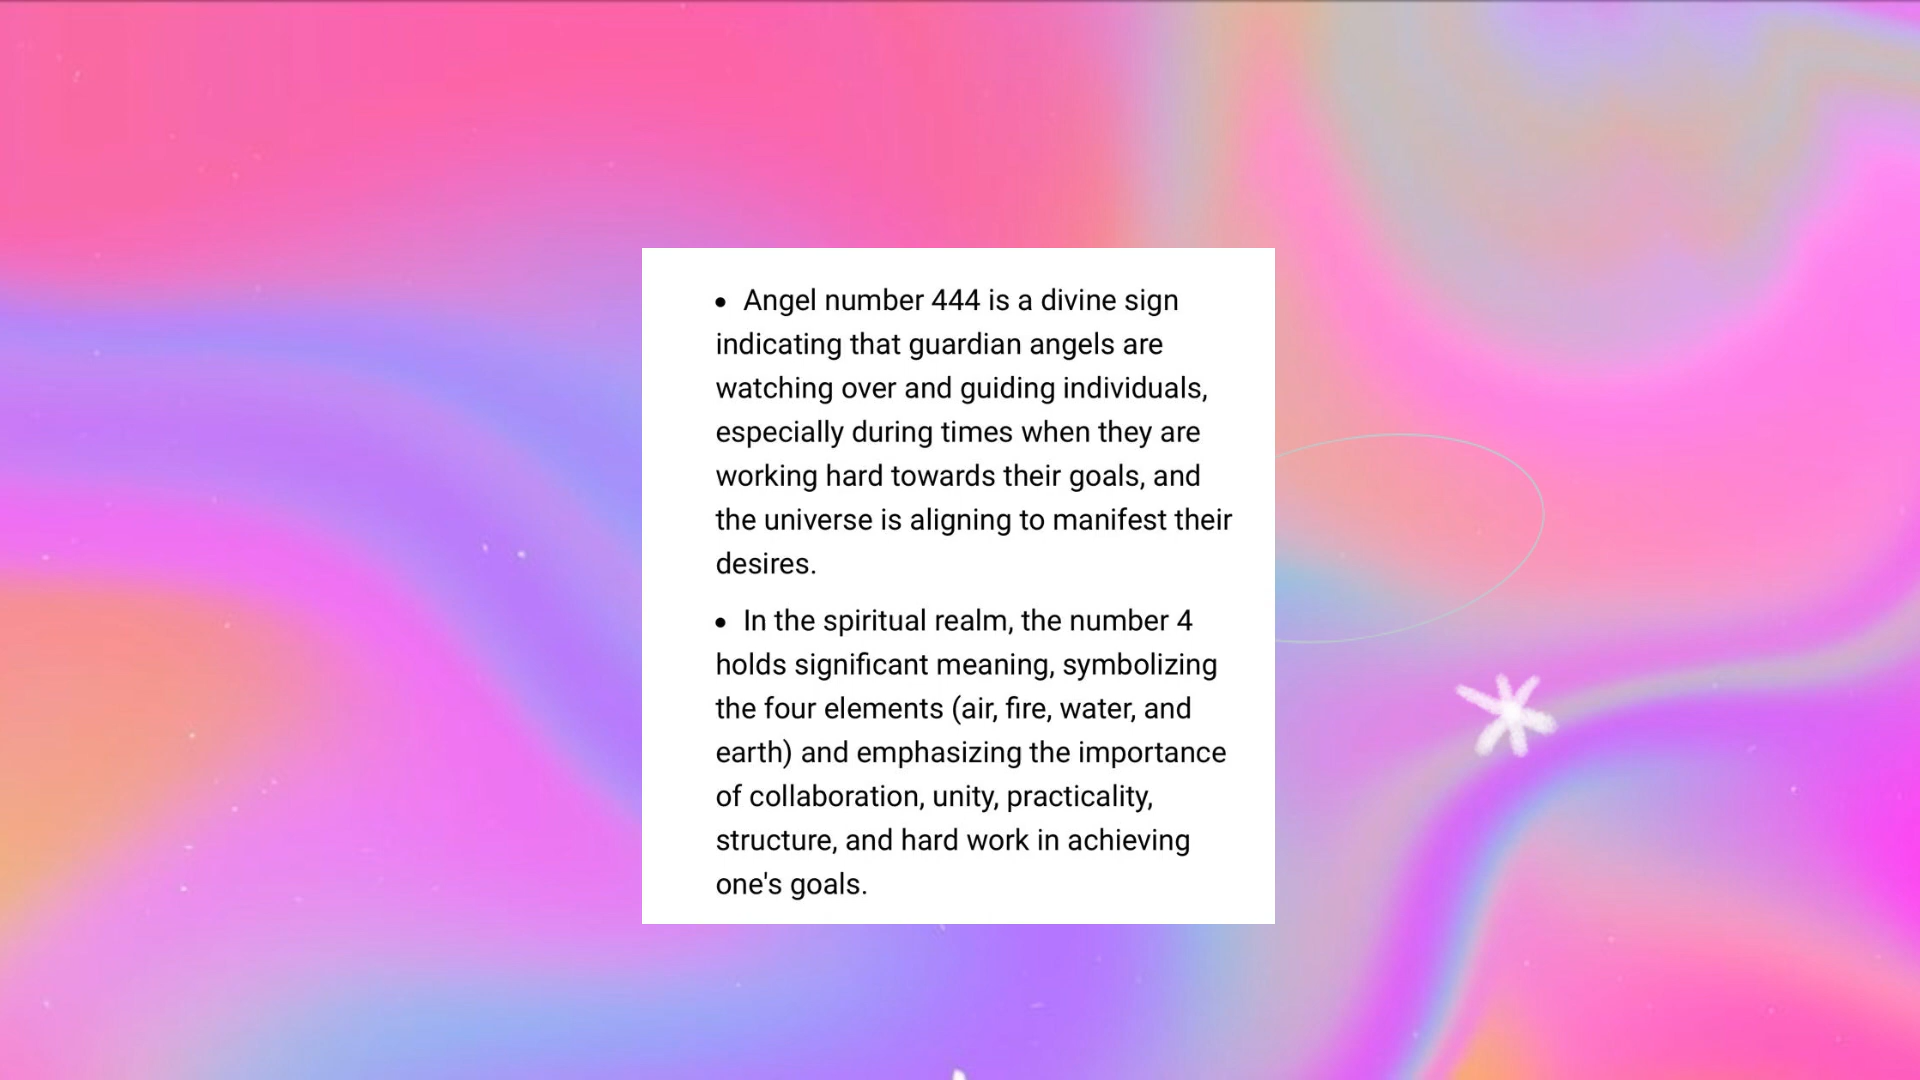 • Angel number 444 is a divine sign
indicating that guardian angels are
watching over and guiding individuals,
especially during times when they are
working hard towards their goals, and
the universe is aligning to manifest their
desires.
• In the spiritual realm, the number 4
holds significant meaning, symbolizing
the four elements (air, fire, water, and
earth) and emphasizing the importance
of collaboration, unity, practicality,
structure, and hard work in achieving
one's goals.